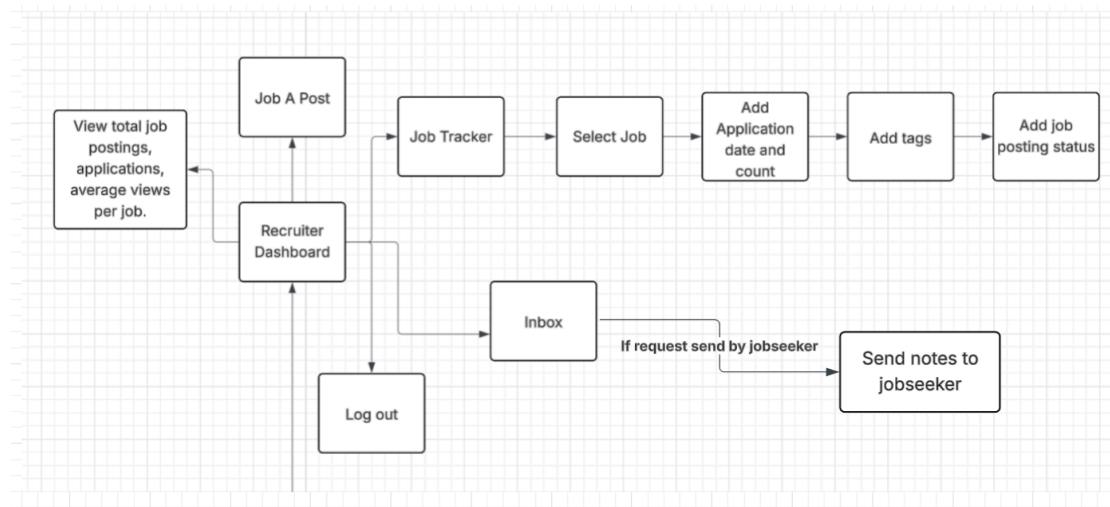 Job A Post
View total job
postings,
applications,
average views
per job.
Job Tracker
Select Job
Add
Application
date and
count
Add tags
Add job
posting status
Recruiter
Dashboard
Inbox
If request send by jobseeker
Send notes to
jobseeker
Log out